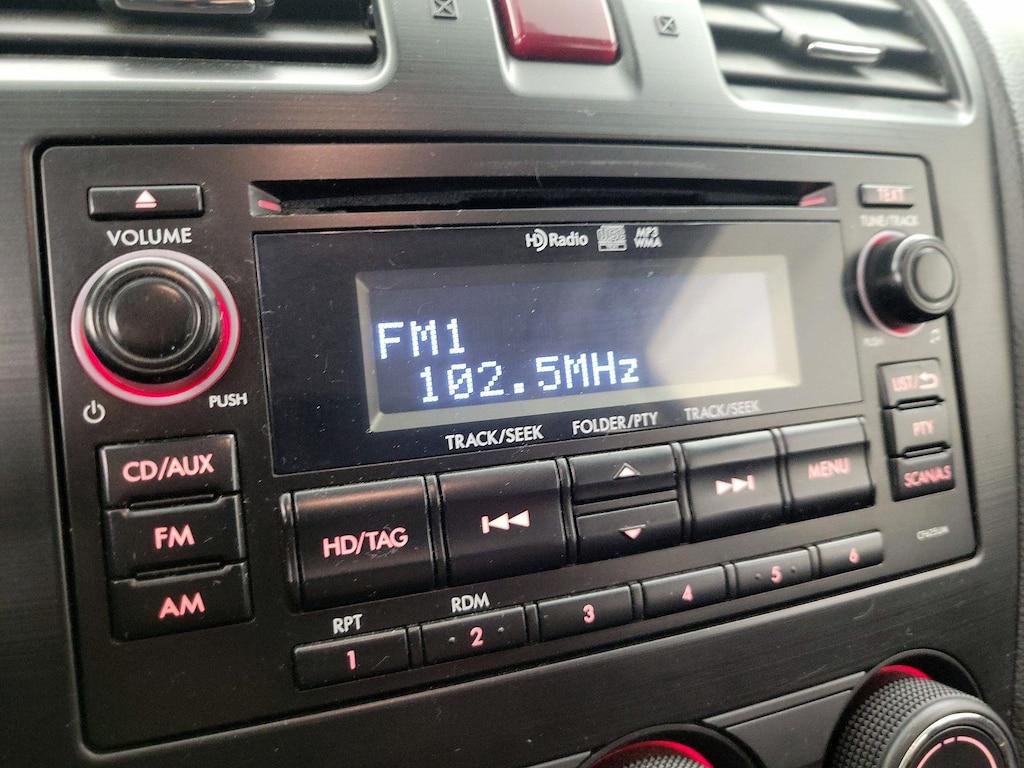 TEXT
VOLUME
HD Radio
MP3
WMA
TUNE/TRACK
FM1
102.5MHz
PUSH
PUSH
TRACK/SEEK
FOLDER/PTY
TRACK/SEEK
LIST/
CD/AUX
PTY
FM
HD/TAG
MENU
SCAN/A.S
AM
RPT
RDM
1
2
3
4
5
6